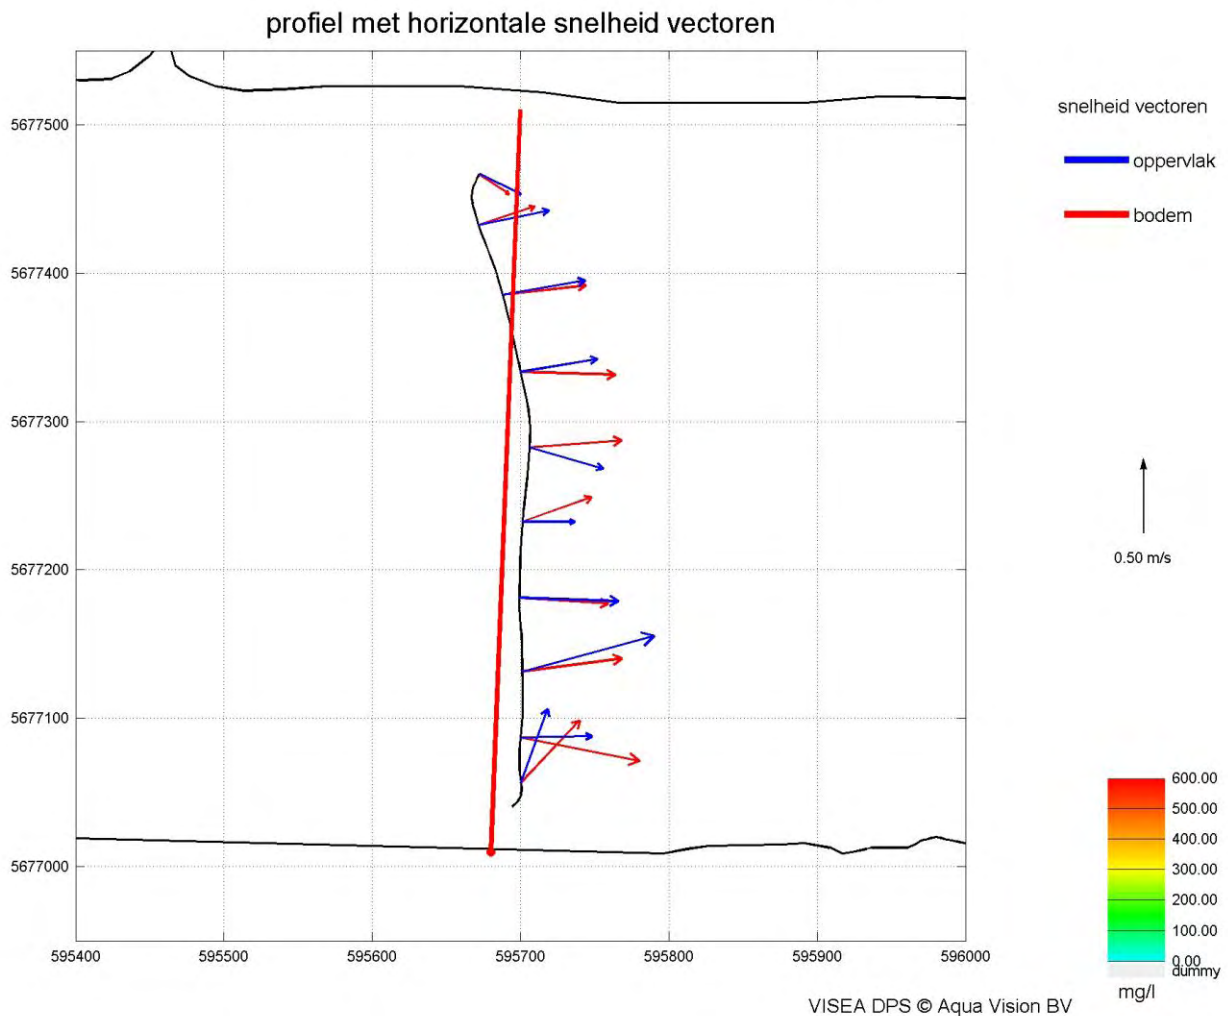 profiel met horizontale snelheid vectoren
snelheid vectoren
oppervlak
bodem
5677500
5677400
5677300
5677200
5677100
5677000
0.50 m/s
600.00
500.00
400.00
300.00
200.00
100.00
0.00
dummy
mg/l
595400 595500 595600 595700 595800 595900 596000
VISEA DPS © Aqua Vision BV